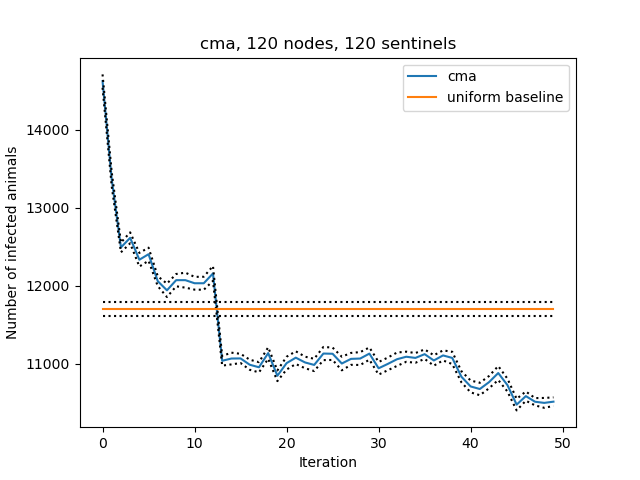 cma, 120 nodes, 120 sentinels
cma
uniform baseline
Number of infected animals
14000
13000
12000
11000
0
10
20
30
40
50
Iteration